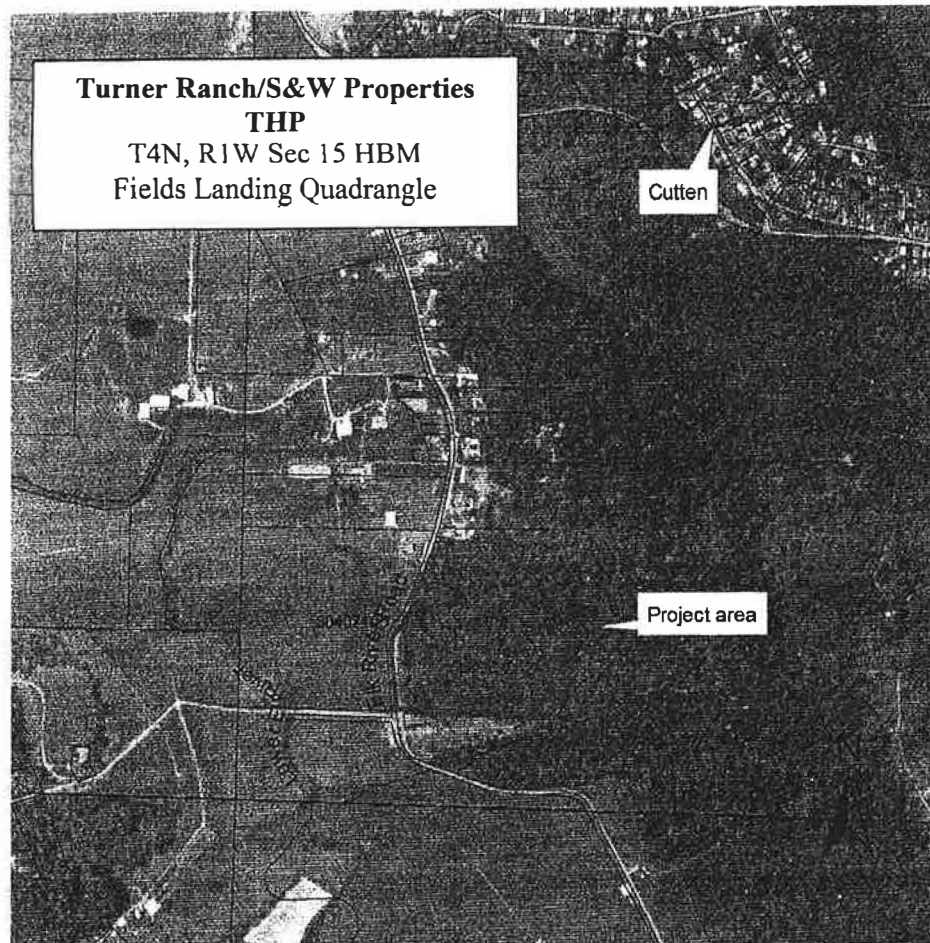 Turner Ranch/S&W Properties
THP
T4N, R1W Sec 15 HBM
Fields Landing Quadrangle
Cutten
Project area